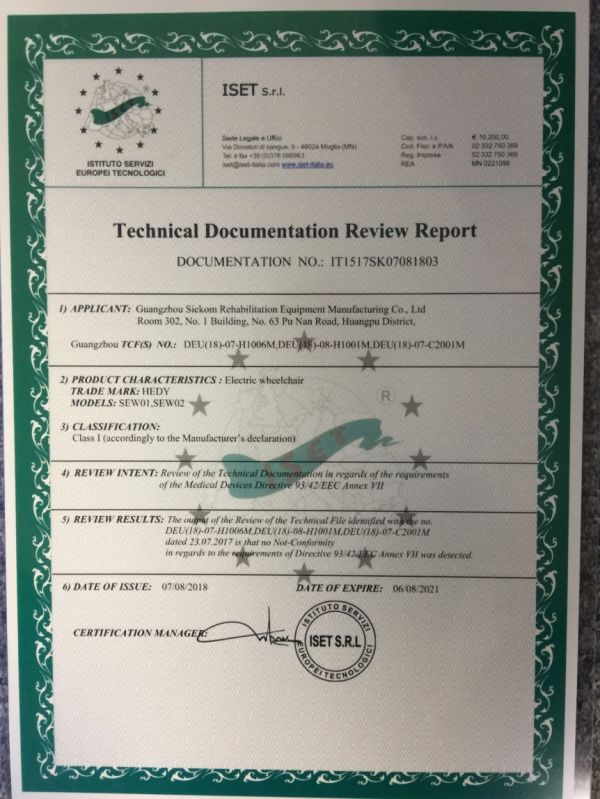 ISET S.r.l.
ISTITUTO SERVIZI
EUROPEI TECNOLOGICI
Sede Legale e Uffici
Via Donatori di sangue, 9 - 46024 Moglia (MN)
Tel. e fax +39 (0)376 598963
iset@iset-italia.com www.iset-italia.eu
Cap. soc. i.v. € 10.200,00
Cod. Fisc. e P.IVA 02 332 750 369
Reg. Imprese 02 332 750 369
REA MN 0221098
Technical Documentation Review Report
DOCUMENTATION NO.: IT1517SK07081803
1) APPLICANT: Guangzhou Siekom Rehabilitation Equipment Manufacturing Co., Ltd
Room 302, No. 1 Building, No. 63 Pu Nan Road, Huangpu District,
Guangzhou TCF(S) NO.: DEU(18)-07-H1006M,DEU(18)-08-H1001M,DEU(18)-07-C2001M
2) PRODUCT CHARACTERISTICS : Electric wheelchair
TRADE MARK: HEDY
MODELS: SEW01,SEW02
R
3) CLASSIFICATION:
Class I (accordingly to the Manufacturer's declaration)
ISET
4) REVIEW INTENT: Review of the Technical Documentation in regards of the requirements
of the Medical Devices Directive 93/42/EEC Annex VII
5) REVIEW RESULTS: The output of the Review of the Technical File identified with the no.
DEU(18)-07-H1006M,DEU(18)-08-H1001M,DEU(18)-07-C2001M
dated 23.07.2017 is that no Not-Conformity
in regards to the requirements of Directive 93/42/EEC Annex VII was detected.
6) DATE OF ISSUE: 07/08/2018 DATE OF EXPIRE: 06/08/2021
CERTIFICATION MANAGER:
ISTITUTO SERVIZI
ISET S.R.L
EUROPEI TECNOLOGICI